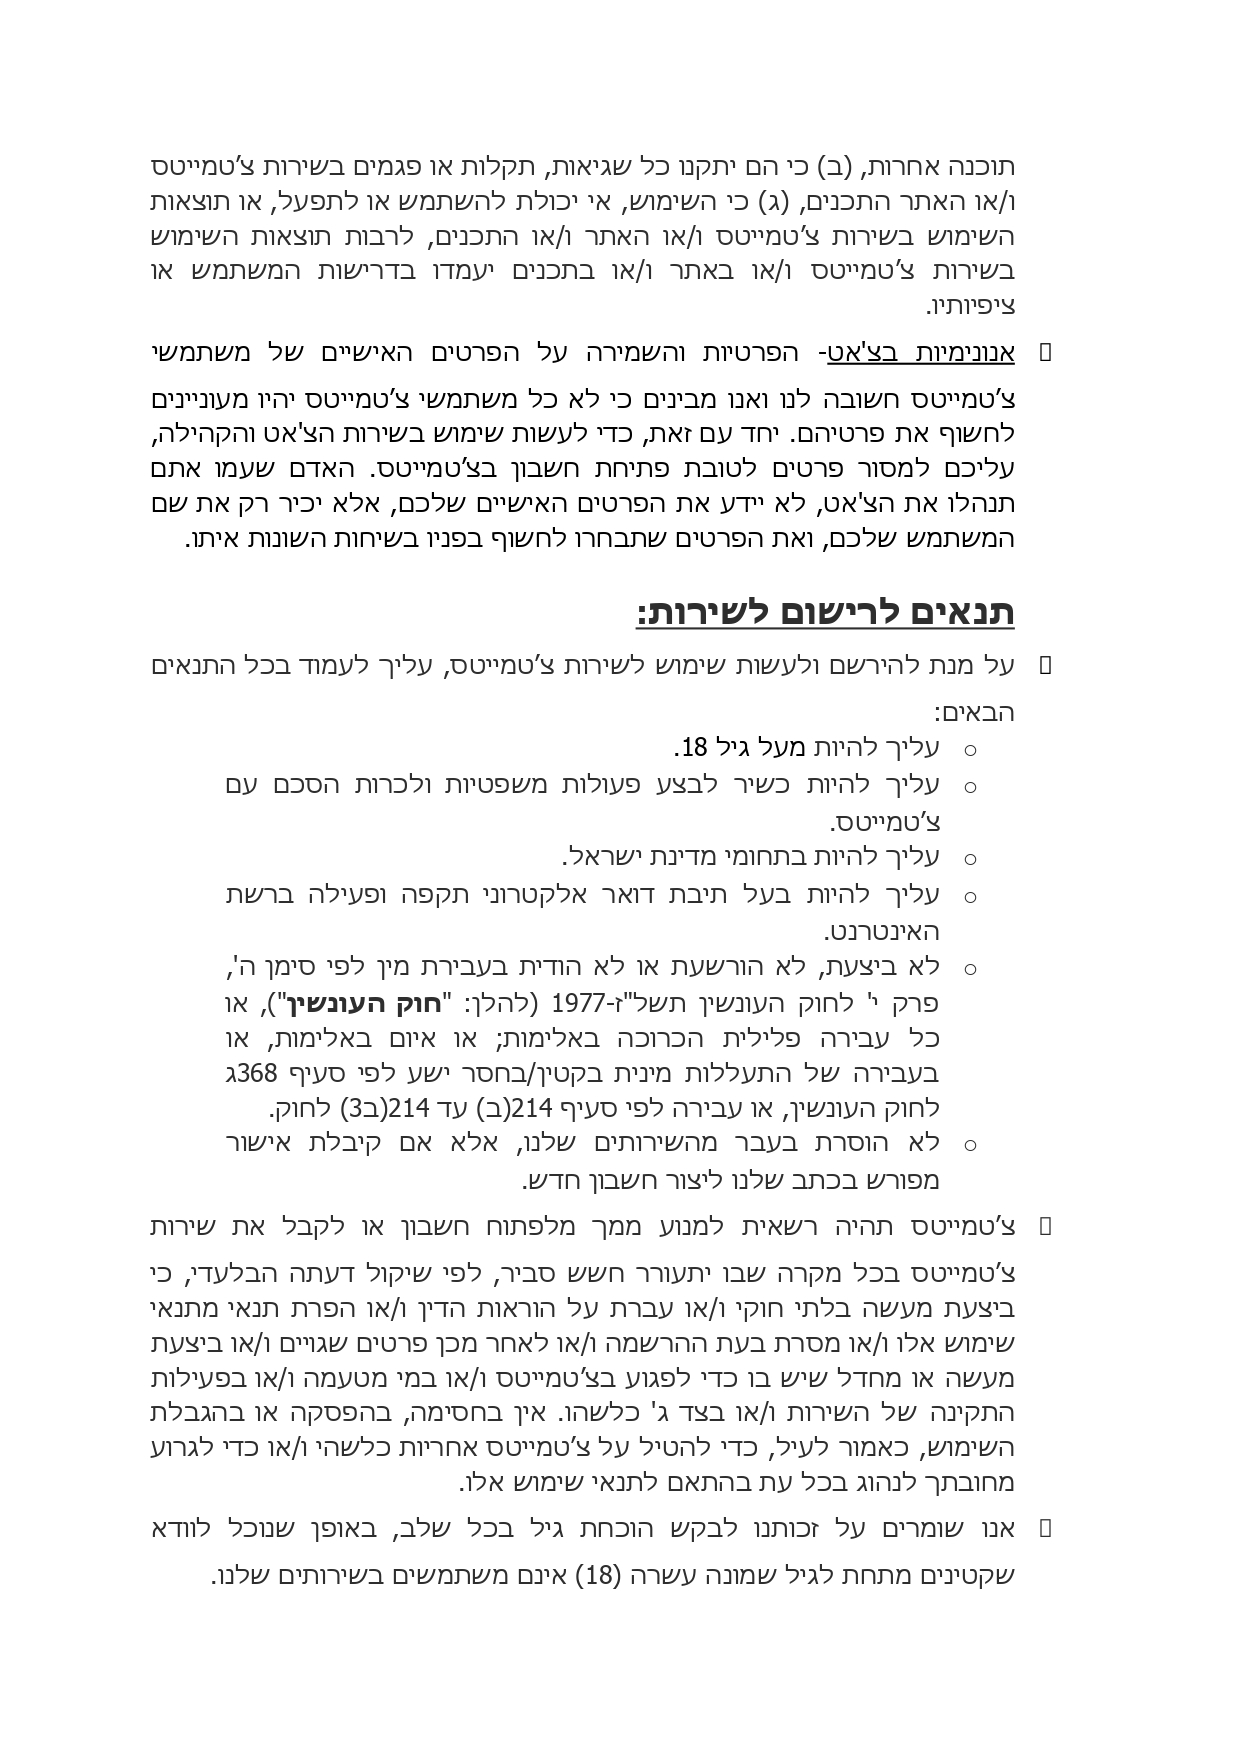 תוכנה אחרות, (ב) כי הם יתקנו כל שגיאות, תקלות או פגמים בשירות צ’טמייטס
ו/או האתר התכנים, (ג) כי השימוש, אי יכולת להשתמש או לתפעל, או תוצאות
השימוש בשירות צ’טמייטס ו/או האתר ו/או התכנים, לרבות תוצאות השימוש
בשירות צ’טמייטס ו/או באתר ו/או בתכנים יעמדו בדרישות המשתמש או
ציפיותיו.
אנונימיות בצ'אט- הפרטיות והשמירה על הפרטים האישיים של משתמשי
צ’טמייטס חשובה לנו ואנו מבינים כי לא כל משתמשי צ’טמייטס יהיו מעוניינים
לחשוף את פרטיהם. יחד עם זאת, כדי לעשות שימוש בשירות הצ'אט והקהילה,
עליכם למסור פרטים לטובת פתיחת חשבון בצ’טמייטס. האדם שעמו אתם
תנהלו את הצ'אט, לא יידע את הפרטים האישיים שלכם, אלא יכיר רק את שם
המשתמש שלכם, ואת הפרטים שתבחרו לחשוף בפניו בשיחות השונות איתו.
תנאים לרישום לשירות:
על מנת להירשם ולעשות שימוש לשירות צ’טמייטס, עליך לעמוד בכל התנאים
הבאים:
o עליך להיות מעל גיל 18.
o עליך להיות כשיר לבצע פעולות משפטיות ולכרות הסכם עם
צ’טמייטס.
o עליך להיות בתחומי מדינת ישראל.
o עליך להיות בעל תיבת דואר אלקטרוני תקפה ופעילה ברשת
האינטרנט.
o לא ביצעת, לא הורשעת או לא הודית בעבירת מין לפי סימן ה',
פרק י' לחוק העונשין תשל"ז-1977 (להלן: "חוק העונשין"), או
כל עבירה פלילית הכרוכה באלימות; או איום באלימות, או
בעבירה של התעללות מינית בקטין/בחסר ישע לפי סעיף 368ג
לחוק העונשין, או עבירה לפי סעיף 214(ב) עד 214(ב3) לחוק.
o לא הוסרת בעבר מהשירותים שלנו, אלא אם קיבלת אישור
מפורש בכתב שלנו ליצור חשבון חדש.
צ’טמייטס תהיה רשאית למנוע ממך מלפתוח חשבון או לקבל את שירות
צ’טמייטס בכל מקרה שבו יתעורר חשש סביר, לפי שיקול דעתה הבלעדי, כי
ביצעת מעשה בלתי חוקי ו/או עברת על הוראות הדין ו/או הפרת תנאי מתנאי
שימוש אלו ו/או מסרת בעת ההרשמה ו/או לאחר מכן פרטים שגויים ו/או ביצעת
מעשה או מחדל שיש בו כדי לפגוע בצ’טמייטס ו/או במי מטעמה ו/או בפעילות
התקינה של השירות ו/או בצד ג' כלשהו. אין בחסימה, בהפסקה או בהגבלת
השימוש, כאמור לעיל, כדי להטיל על צ’טמייטס אחריות כלשהי ו/או כדי לגרוע
מחובתך לנהוג בכל עת בהתאם לתנאי שימוש אלו.
אנו שומרים על זכותנו לבקש הוכחת גיל בכל שלב, באופן שנוכל לוודא
שקטינים מתחת לגיל שמונה עשרה (18) אינם משתמשים בשירותים שלנו.